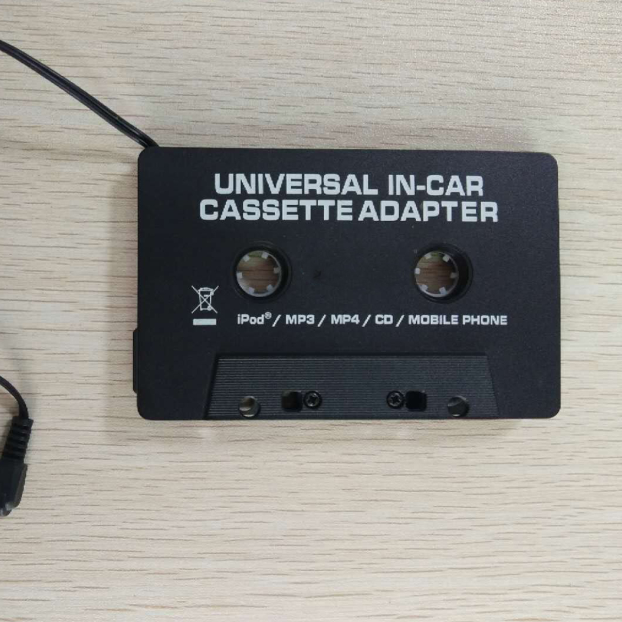 UNIVERSAL IN-CAR
CASSETTE ADAPTER
iPod® / MP3 / MP4 / CD / MOBILE PHONE